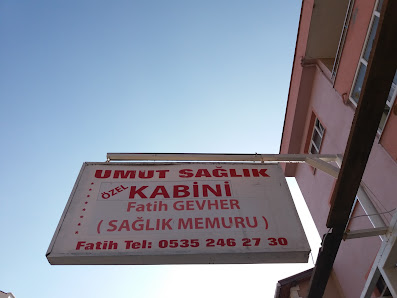 UMUT SAĞLIK
ÖZEL KABİNİ
Fatih GEVHER
( SAĞLIK MEMURU )
Fatih Tel: 0535 246 27 30